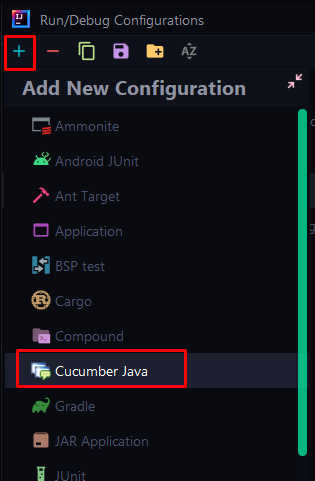 Run/Debug Configurations
Add New Configuration
Ammonite
Android JUnit
Ant Target
Application
BSP test
Cargo
Compound
Cucumber Java
Gradle
JAR Application
JUnit